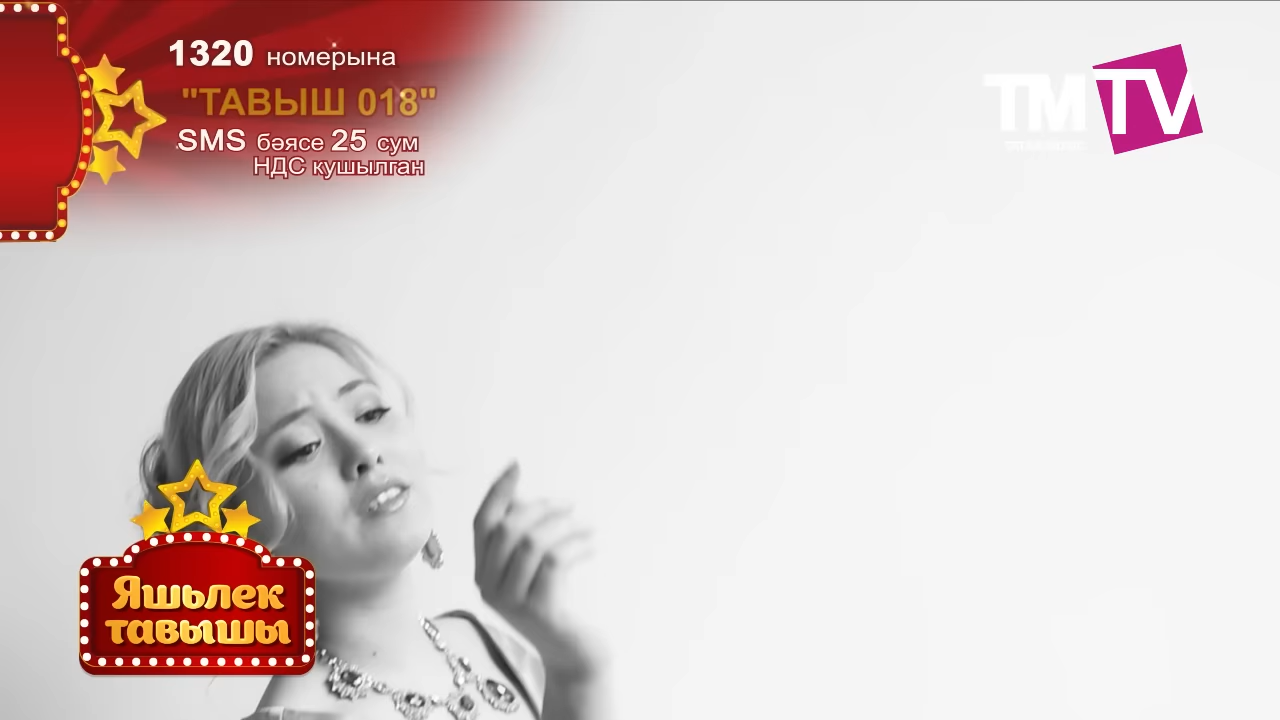 1320 номерына
"ТАВЫШ 018"
SMS бәясе 25 сум
НДС кушылган
TMTV
Яшьлек
тавышы